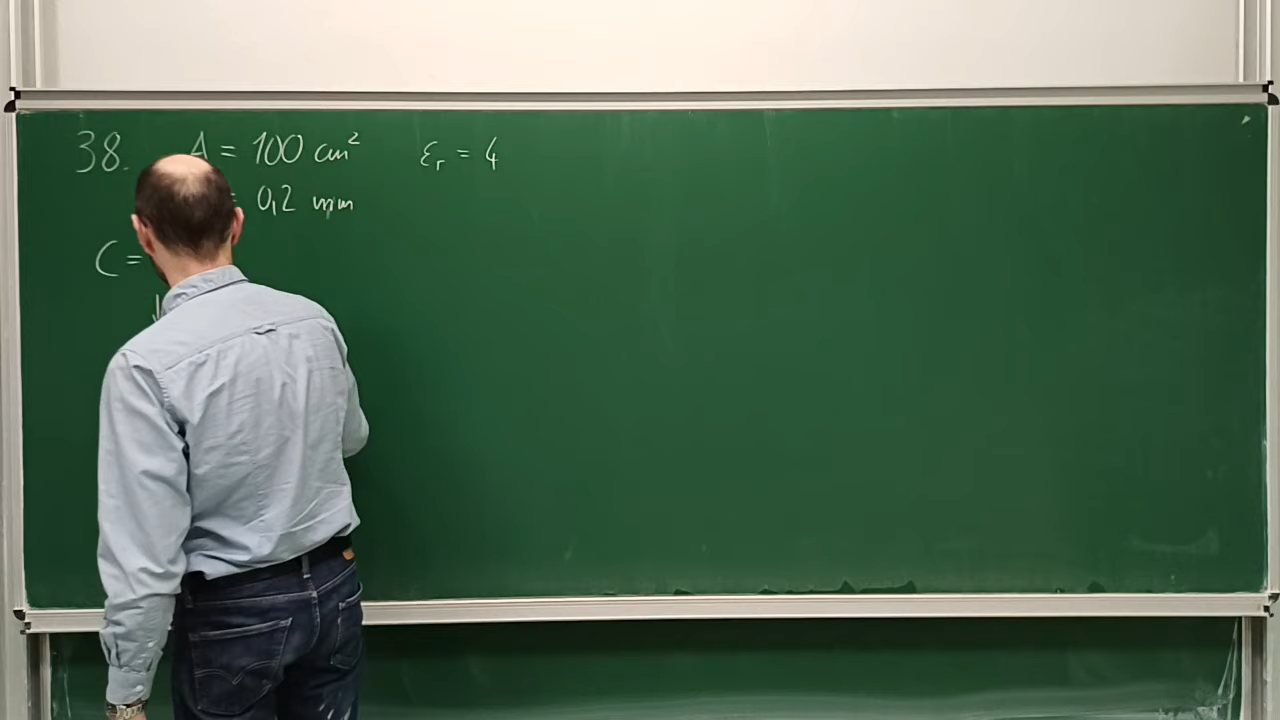 38. A = 100 cm² εᵣ = 4
= 0,2 mm
C =